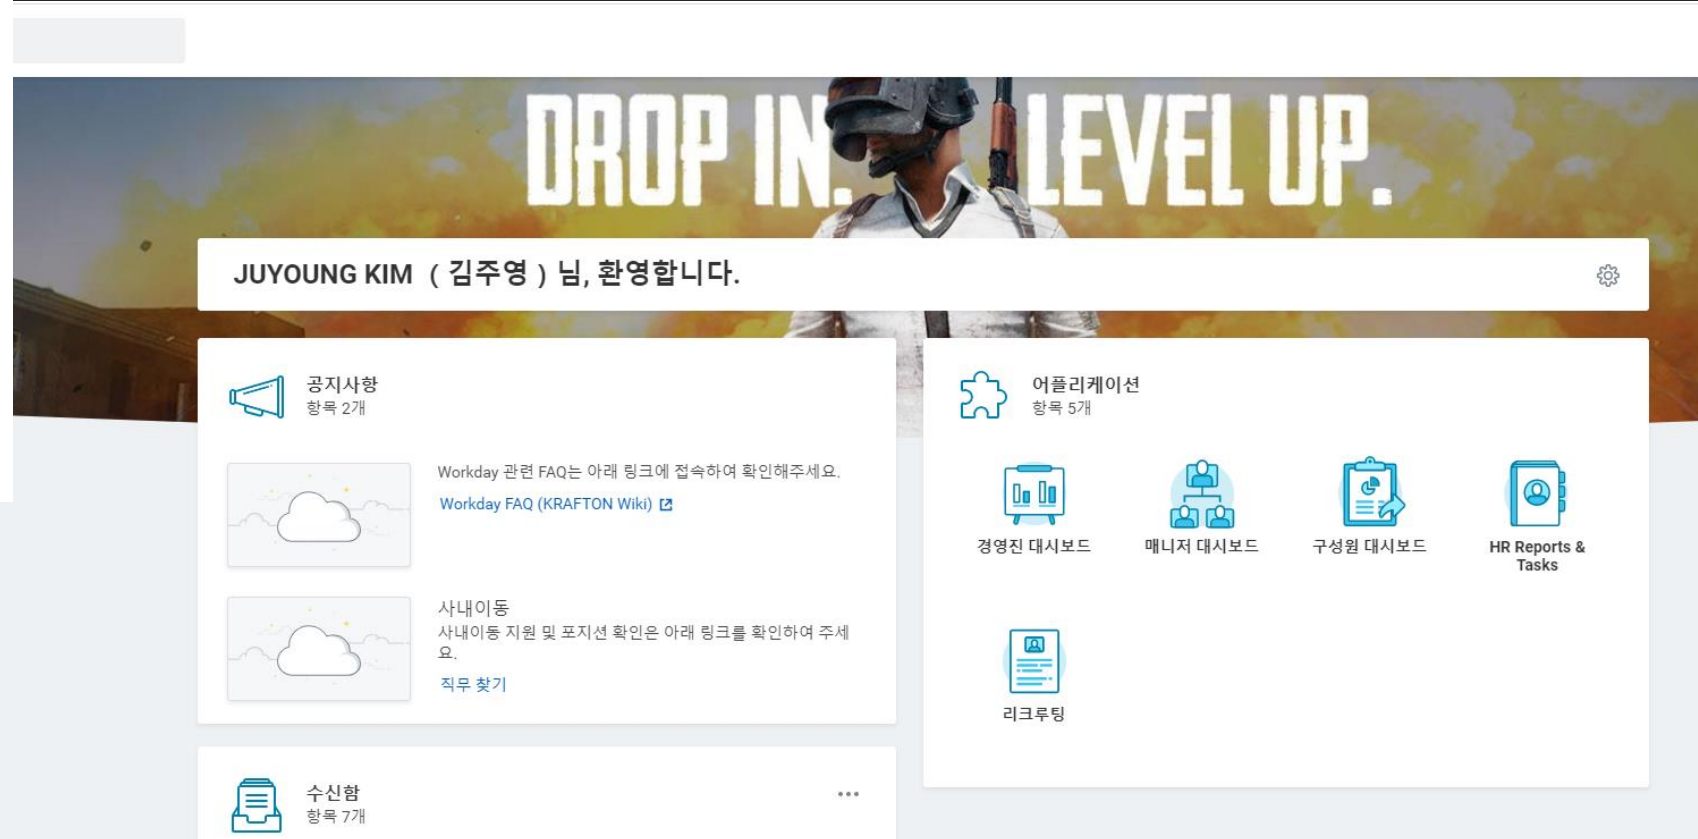 DROP IN. LEVEL UP.
JUYOUNG KIM ( 김주영 ) 님, 환영합니다.
공지사항
항목 2개
Workday 관련 FAQ는 아래 링크에 접속하여 확인해주세요.
Workday FAQ (KRAFTON Wiki)
사내이동
사내이동 지원 및 포지션 확인은 아래 링크를 확인하여 주세
요.
직무 찾기
수신함
항목 7개
어플리케이션
항목 5개
경영진 대시보드
매니저 대시보드
구성원 대시보드
HR Reports &
Tasks
리크루팅